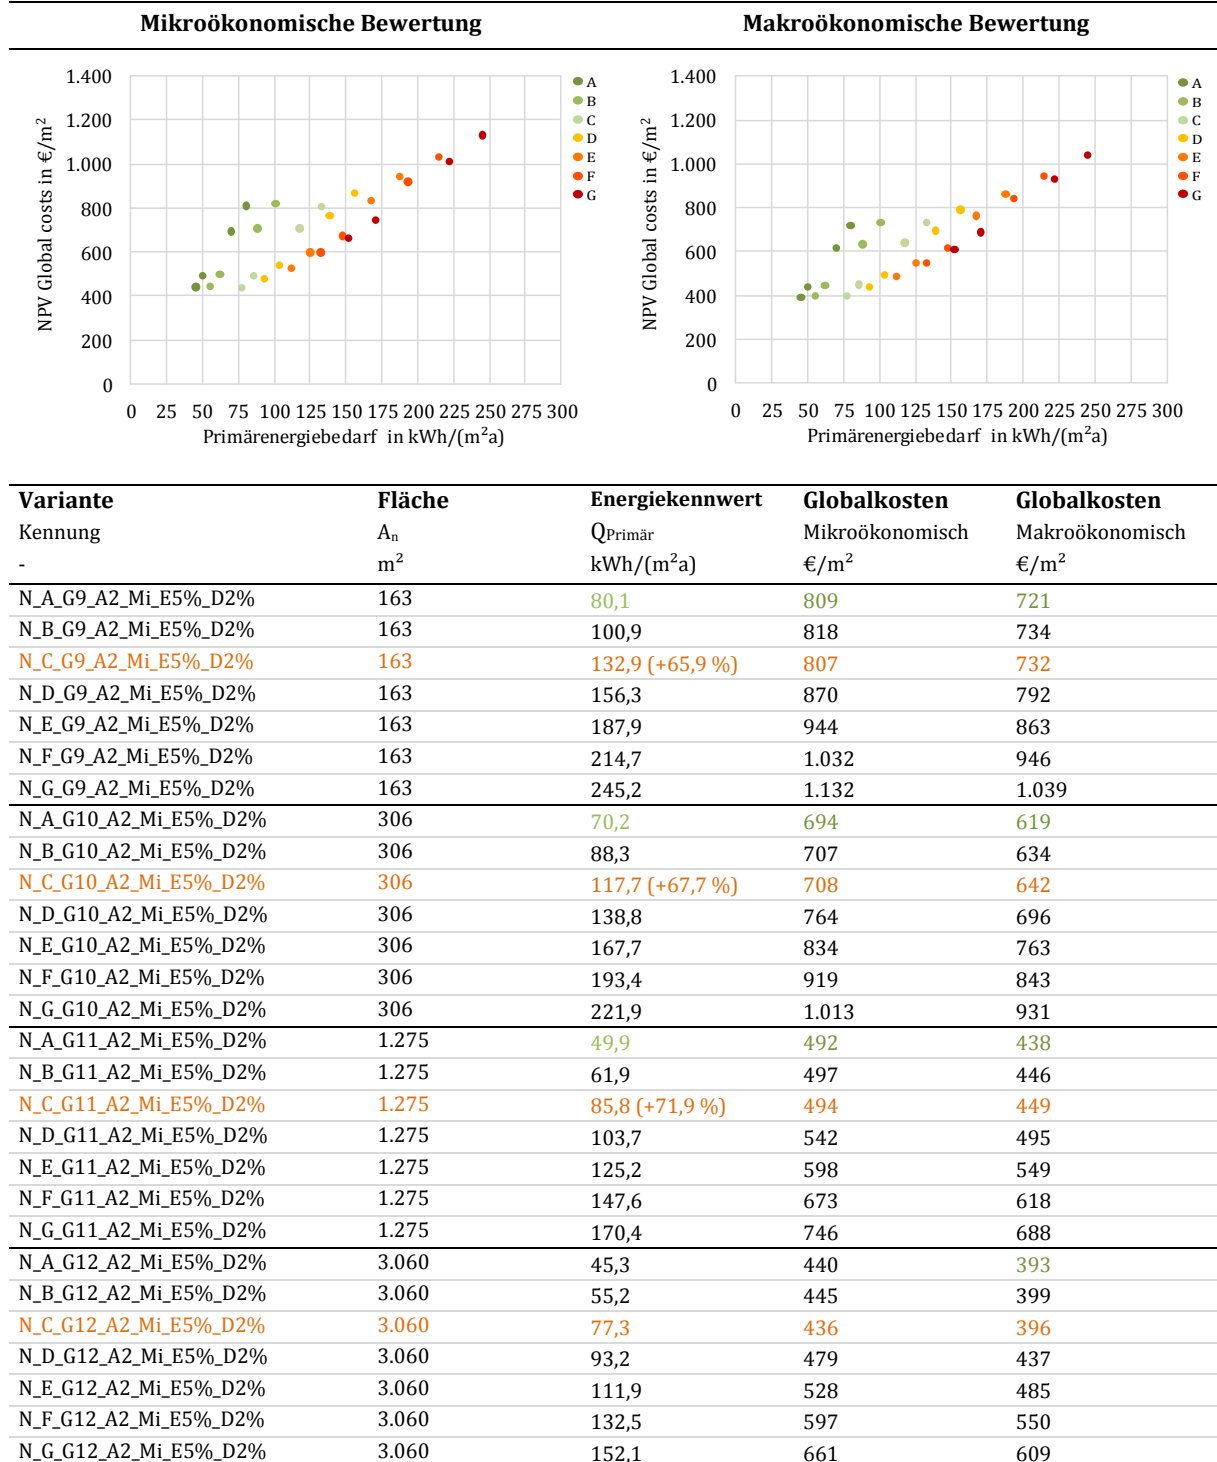 Mikroökonomische Bewertung
Makroökonomische Bewertung
NPV Global costs in €/m²
1.400
1.200
1.000
800
600
400
200
0
0 25 50 75 100 125 150 175 200 225 250 275 300
Primärenergiebedarf in kWh/(m²a)
A
B
C
D
E
F
G
NPV Global costs in €/m²
1.400
1.200
1.000
800
600
400
200
0
0 25 50 75 100 125 150 175 200 225 250 275 300
Primärenergiebedarf in kWh/(m²a)
A
B
C
D
E
F
G
Variante Fläche Energiekennwert Globalkosten Globalkosten
Kennung Aₙ QPrimär Mikroökonomisch Makroökonomisch
- m² kWh/(m²a) €/m² €/m²
N_A_G9_A2_Mi_E5%_D2% 163 80,1 809 721
N_B_G9_A2_Mi_E5%_D2% 163 100,9 818 734
N_C_G9_A2_Mi_E5%_D2% 163 132,9 (+65,9 %) 807 732
N_D_G9_A2_Mi_E5%_D2% 163 156,3 870 792
N_E_G9_A2_Mi_E5%_D2% 163 187,9 944 863
N_F_G9_A2_Mi_E5%_D2% 163 214,7 1.032 946
N_G_G9_A2_Mi_E5%_D2% 163 245,2 1.132 1.039
N_A_G10_A2_Mi_E5%_D2% 306 70,2 694 619
N_B_G10_A2_Mi_E5%_D2% 306 88,3 707 634
N_C_G10_A2_Mi_E5%_D2% 306 117,7 (+67,7 %) 708 642
N_D_G10_A2_Mi_E5%_D2% 306 138,8 764 696
N_E_G10_A2_Mi_E5%_D2% 306 167,7 834 763
N_F_G10_A2_Mi_E5%_D2% 306 193,4 919 843
N_G_G10_A2_Mi_E5%_D2% 306 221,9 1.013 931
N_A_G11_A2_Mi_E5%_D2% 1.275 49,9 492 438
N_B_G11_A2_Mi_E5%_D2% 1.275 61,9 497 446
N_C_G11_A2_Mi_E5%_D2% 1.275 85,8 (+71,9 %) 494 449
N_D_G11_A2_Mi_E5%_D2% 1.275 103,7 542 495
N_E_G11_A2_Mi_E5%_D2% 1.275 125,2 598 549
N_F_G11_A2_Mi_E5%_D2% 1.275 147,6 673 618
N_G_G11_A2_Mi_E5%_D2% 1.275 170,4 746 688
N_A_G12_A2_Mi_E5%_D2% 3.060 45,3 440 393
N_B_G12_A2_Mi_E5%_D2% 3.060 55,2 445 399
N_C_G12_A2_Mi_E5%_D2% 3.060 77,3 436 396
N_D_G12_A2_Mi_E5%_D2% 3.060 93,2 479 437
N_E_G12_A2_Mi_E5%_D2% 3.060 111,9 528 485
N_F_G12_A2_Mi_E5%_D2% 3.060 132,5 597 550
N_G_G12_A2_Mi_E5%_D2% 3.060 152,1 661 609